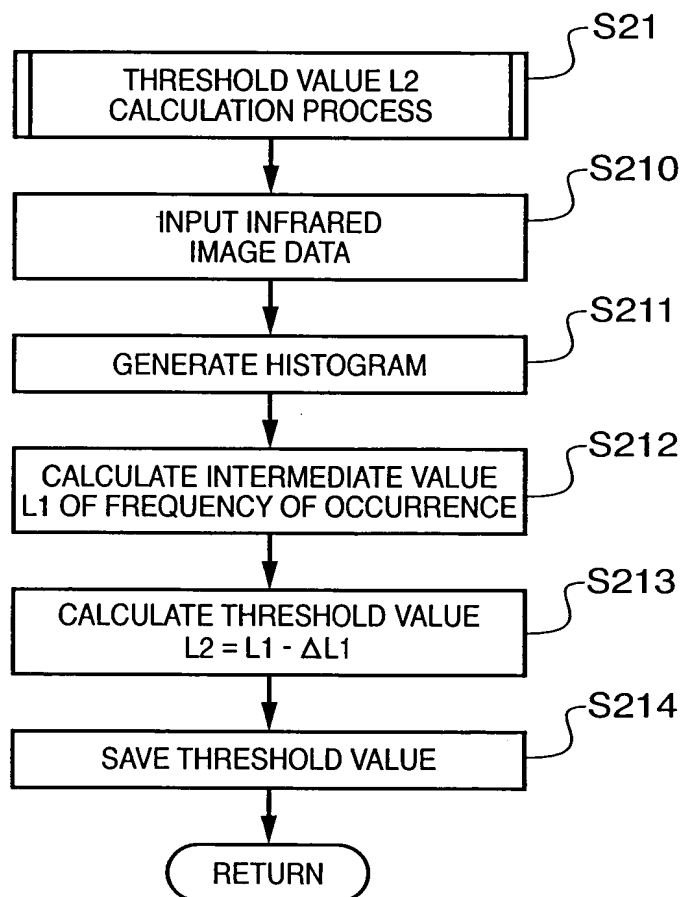 S21
THRESHOLD VALUE L2
CALCULATION PROCESS
S210
INPUT INFRARED
IMAGE DATA
S211
GENERATE HISTOGRAM
S212
CALCULATE INTERMEDIATE VALUE
L1 OF FREQUENCY OF OCCURRENCE
S213
CALCULATE THRESHOLD VALUE
L2 = L1 - ΔL1
S214
SAVE THRESHOLD VALUE
RETURN